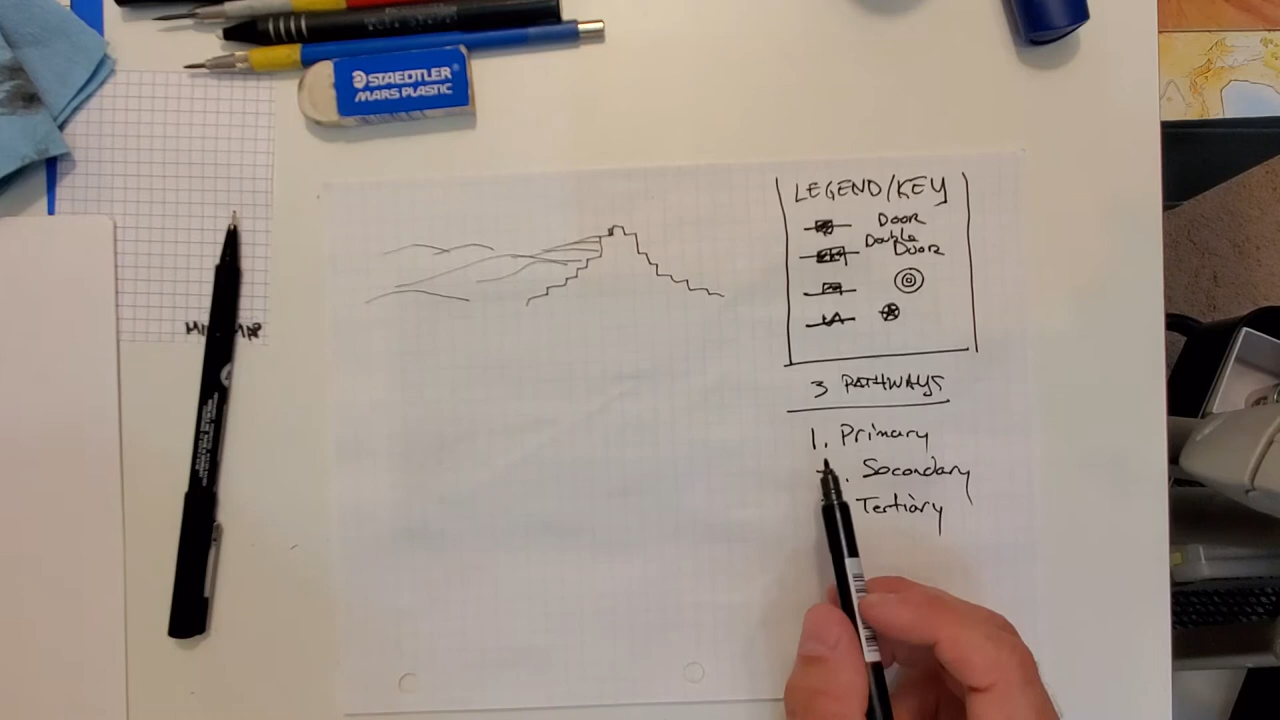 STAEDTLER
MARS PLASTIC
LEGEND/KEY
DOOR
Double
DOOR
3 PATHWAYS
1. Primary
Secondary
Tertiary